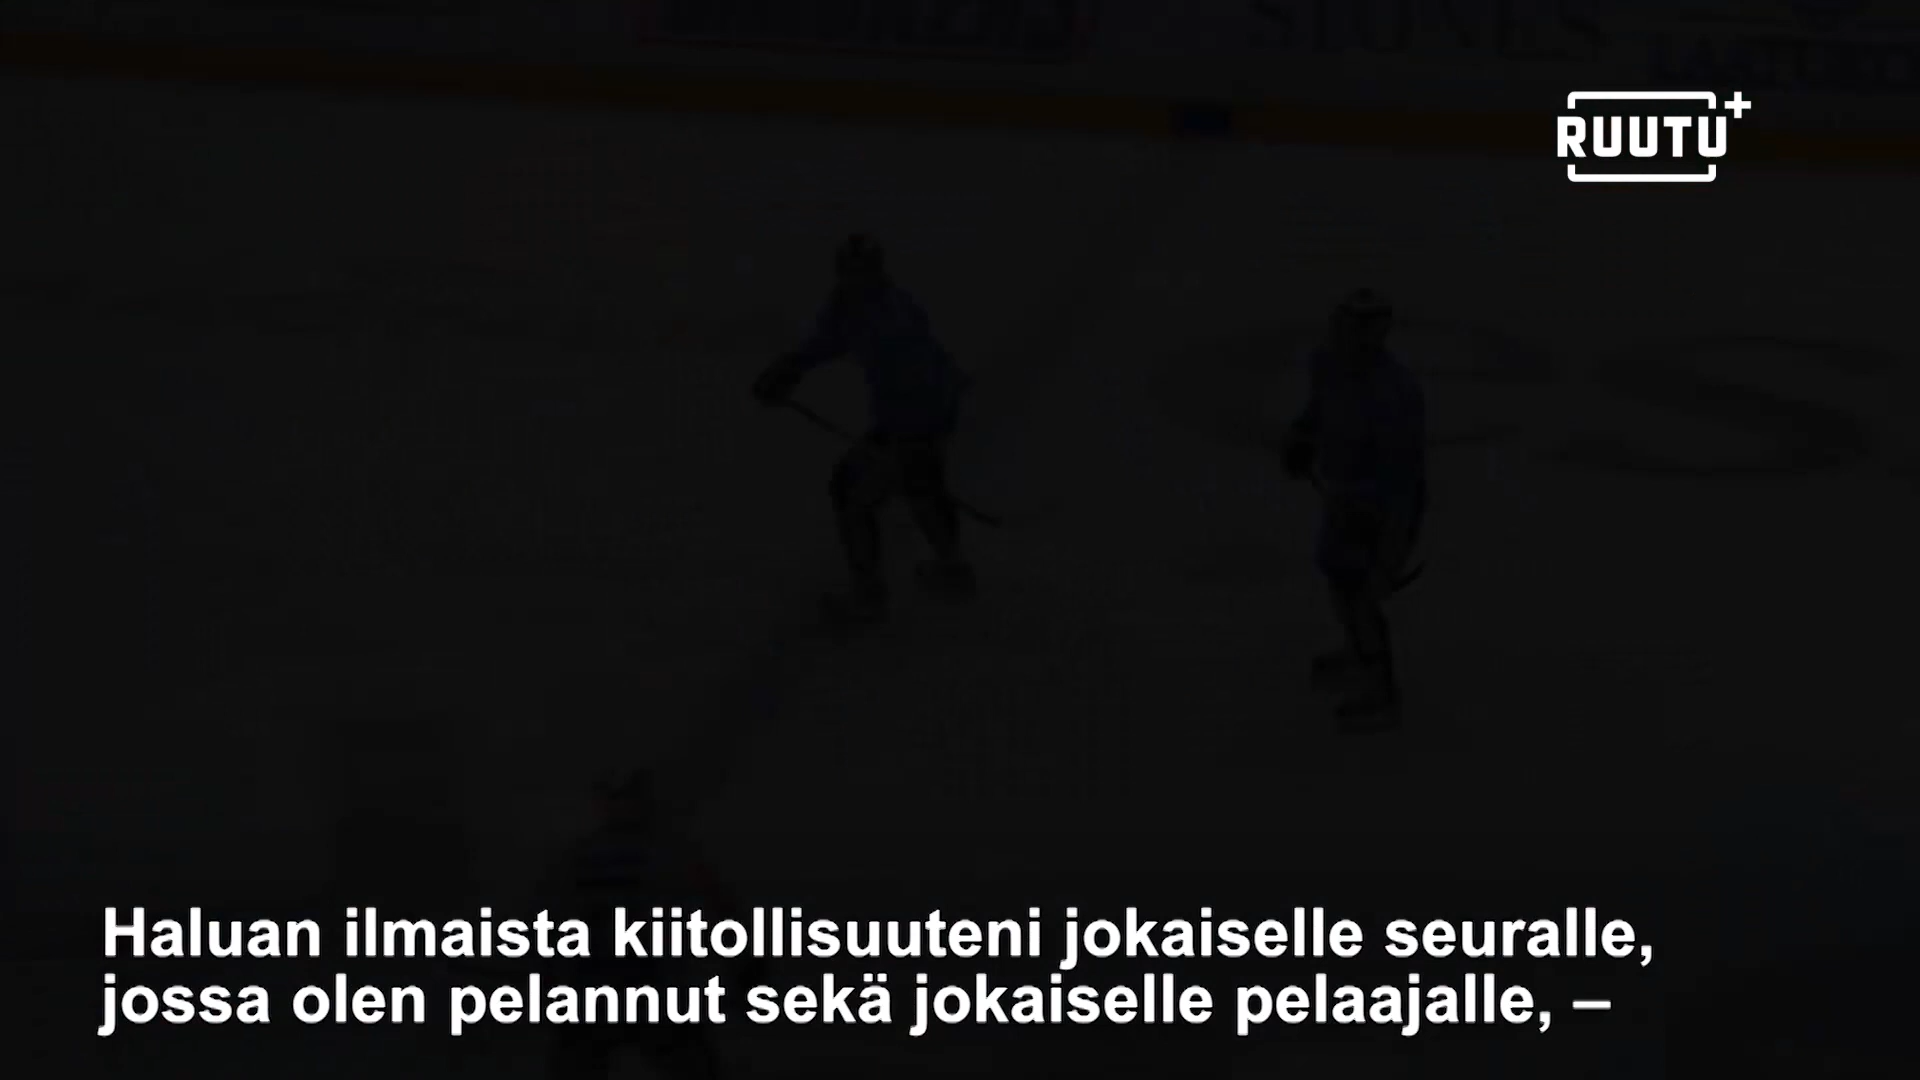 RUUTU+
Haluan ilmaista kiitollisuuteni jokaiselle seuralle,
jossa olen pelannut sekä jokaiselle pelaajalle, –